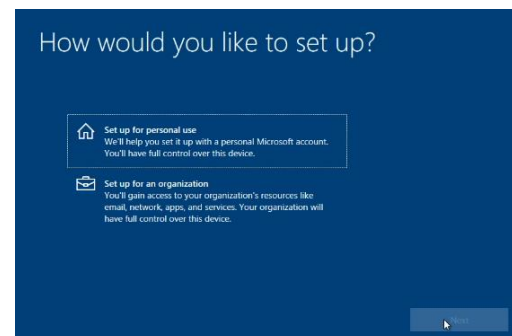 How would you like to set up?
Set up for personal use
We'll help you set it up with a personal Microsoft account.
You'll have full control over this device.
Set up for an organization
You'll gain access to your organization's resources like
email, network, apps, and services. Your organization will
have full control over this device.
Next